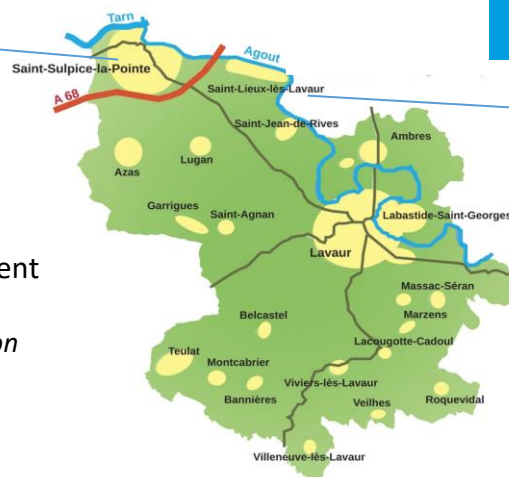 Tarn
Agout
Saint-Sulpice-la-Pointe
A 68
Saint-Lieux-lès-Lavaur
Saint-Jean-de-Rives
Ambres
Azas
Lugan
Garrigues
Saint-Agnan
Labastide-Saint-Georges
Lavaur
ent
Massac-Séran
Belcastel
Marzens
on
Lacougotte-Cadoul
Teulat
Montcabrier
Viviers-lès-Lavaur
Bannières
Veilhes
Roquevidal
Villeneuve-lès-Lavaur